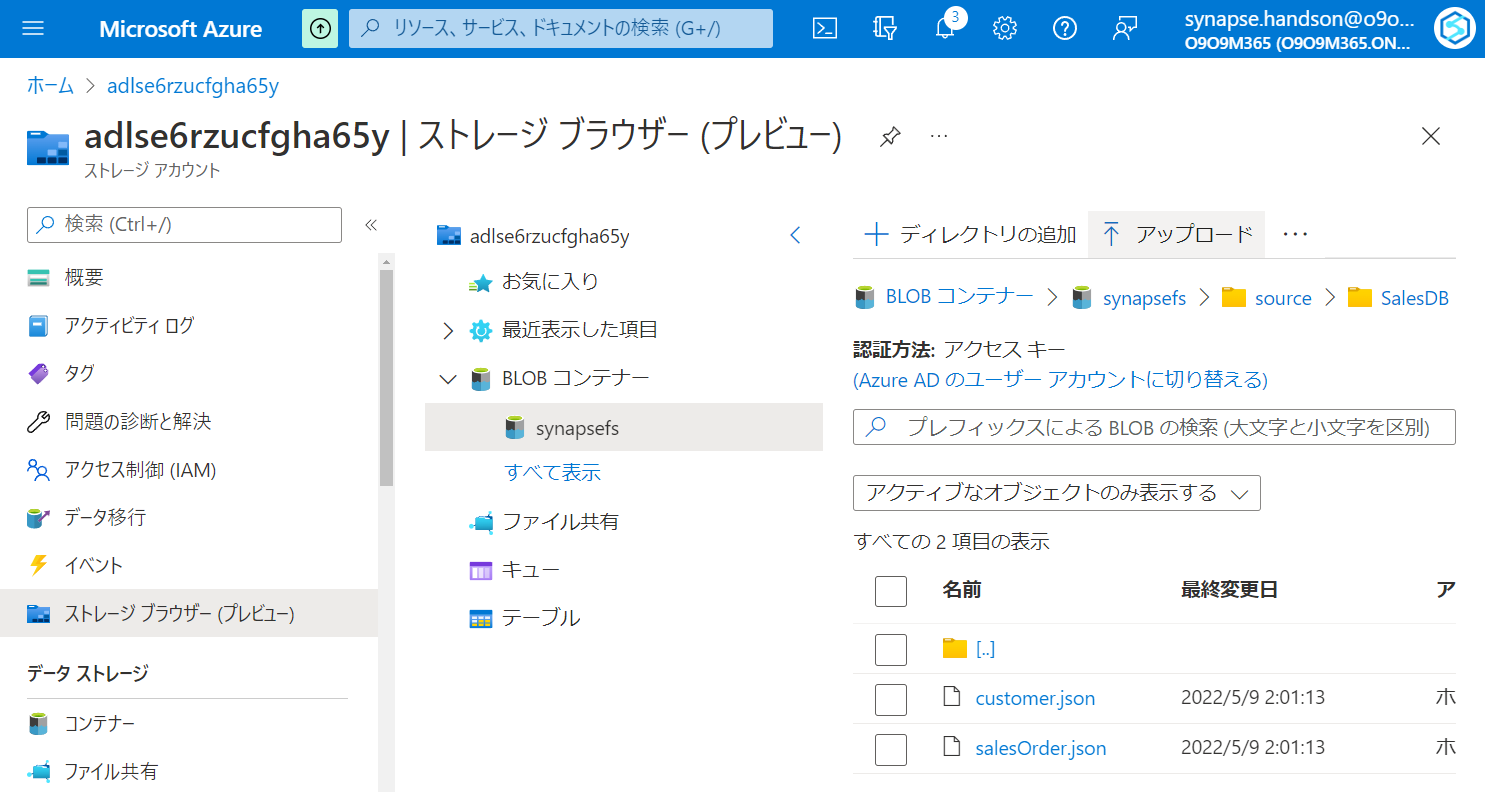 Microsoft Azure
リソース、サービス、ドキュメントの検索 (G+/)
3
synapse.handson@o9o...
O9O9M365 (O9O9M365.ON...
ホーム > adlse6rzucfgha65y
adlse6rzucfgha65y | ストレージ ブラウザー (プレビュー)
ストレージ アカウント
検索 (Ctrl+/)
概要
アクティビティ ログ
タグ
問題の診断と解決
アクセス制御 (IAM)
データ移行
イベント
ストレージ ブラウザー (プレビュー)
データ ストレージ
コンテナー
ファイル共有
adlse6rzucfgha65y
お気に入り
最近表示した項目
BLOB コンテナー
synapsefs
すべて表示
ファイル共有
キュー
テーブル
ディレクトリの追加 アップロード ...
BLOB コンテナー > synapsefs > source > SalesDB
認証方法: アクセス キー
(Azure AD のユーザー アカウントに切り替える)
プレフィックスによる BLOB の検索 (大文字と小文字を区別)
アクティブなオブジェクトのみ表示する
すべての 2 項目の表示
名前 最終変更日 ア
[..]
customer.json 2022/5/9 2:01:13 ホ
salesOrder.json 2022/5/9 2:01:13 ホ